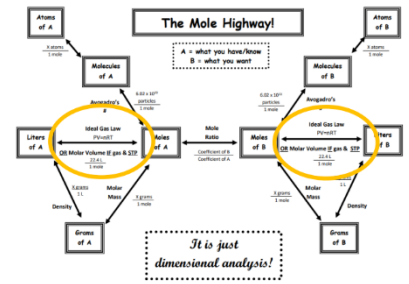 Atoms
of A
The Mole Highway!
Atoms
of B
X atoms
1 mole
A = what you have/know
B = what you want
X atoms
1 mole
Molecules
of A
Molecules
of B
Avogadro's
6.02 x 10²³
particles
1 mole
6.02 x 10²³
particles
1 mole
Avogadro's
Liters
of A
Ideal Gas Law
PV=nRT
OR Molar Volume IF gas & STP
22.4 L
1 mole
Moles
of A
Mole
Ratio
Coefficient of B
Coefficient of A
Moles
of B
Ideal Gas Law
PV=nRT
OR Molar Volume IF gas & STP
22.4 L
1 mole
Liters
of B
X grams
1 L
Density
Molar
Mass
X grams
1 mole
X grams
1 mole
Molar
Mass
X grams
1 L
Density
Grams
of A
It is just
dimensional analysis!
Grams
of B